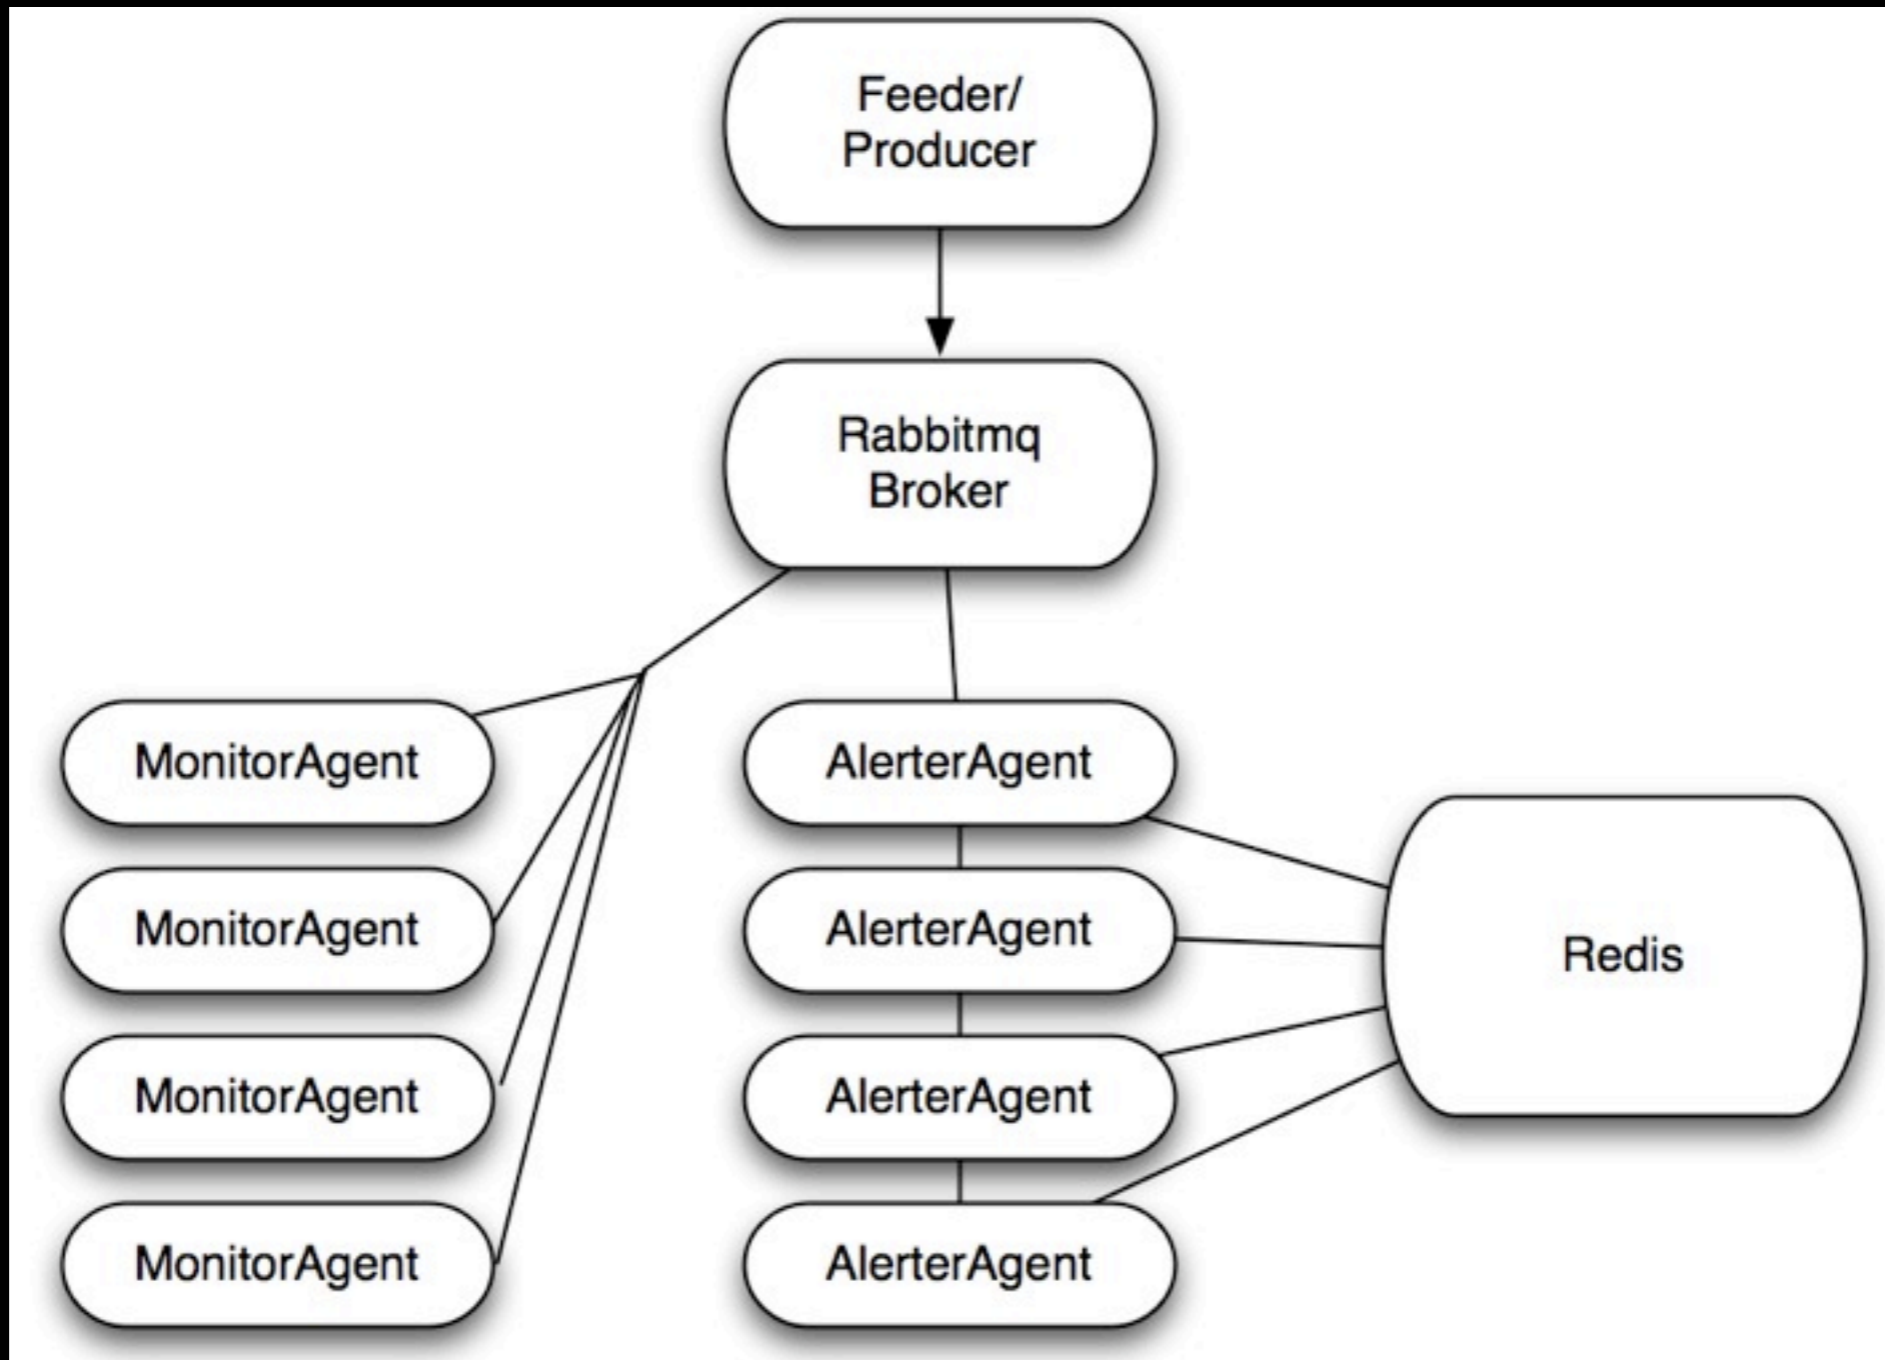 Feeder/
Producer
Rabbitmq
Broker
MonitorAgent
AlerterAgent
MonitorAgent
AlerterAgent
Redis
MonitorAgent
AlerterAgent
MonitorAgent
AlerterAgent